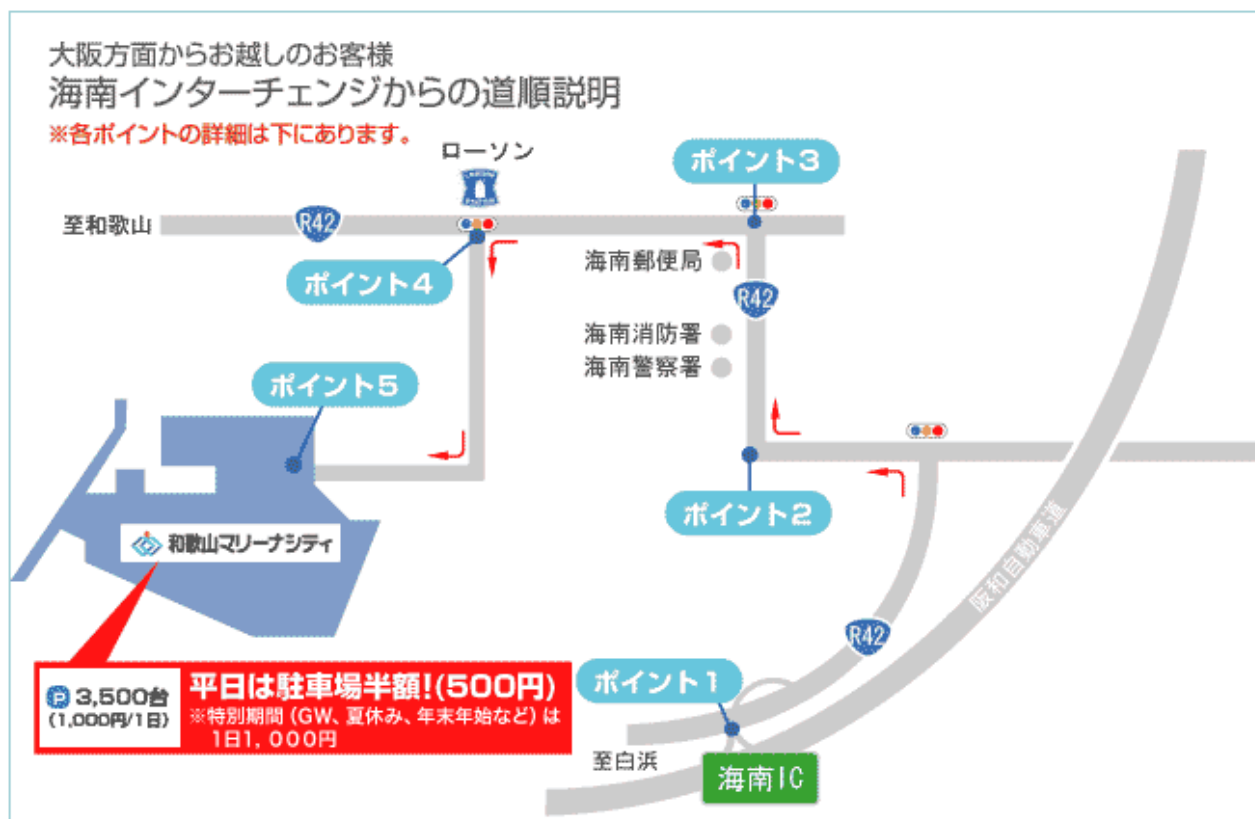 大阪方面からお越しのお客様
海南インターチェンジからの道順説明
※各ポイントの詳細は下にあります。
ローソン
ポイント3
至和歌山
R42
ポイント4
海南郵便局
R42
海南消防署
海南警察署
ポイント5
ポイント2
和歌山マリーナシティ
阪和自動車道
R42
ポイント1
P 3,500台
(1,000円/1日)
平日は駐車場半額!(500円)
※特別期間(GW、夏休み、年末年始など)は
1日1,000円
至白浜
海南IC